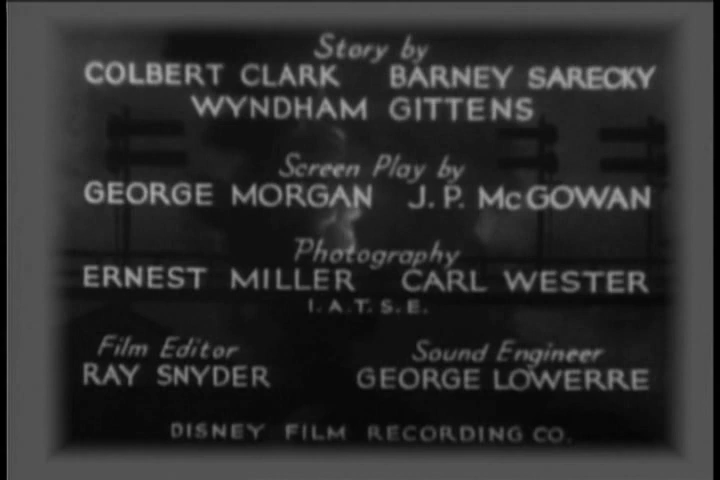 Story by
COLBERT CLARK BARNEY SARECKY
WYNDHAM GITTENS
Screen Play by
GEORGE MORGAN J. P. McGOWAN
Photography
ERNEST MILLER CARL WESTER
I. A. T. S. E.
Film Editor Sound Engineer
RAY SNYDER GEORGE LOWERRE
DISNEY FILM RECORDING CO.